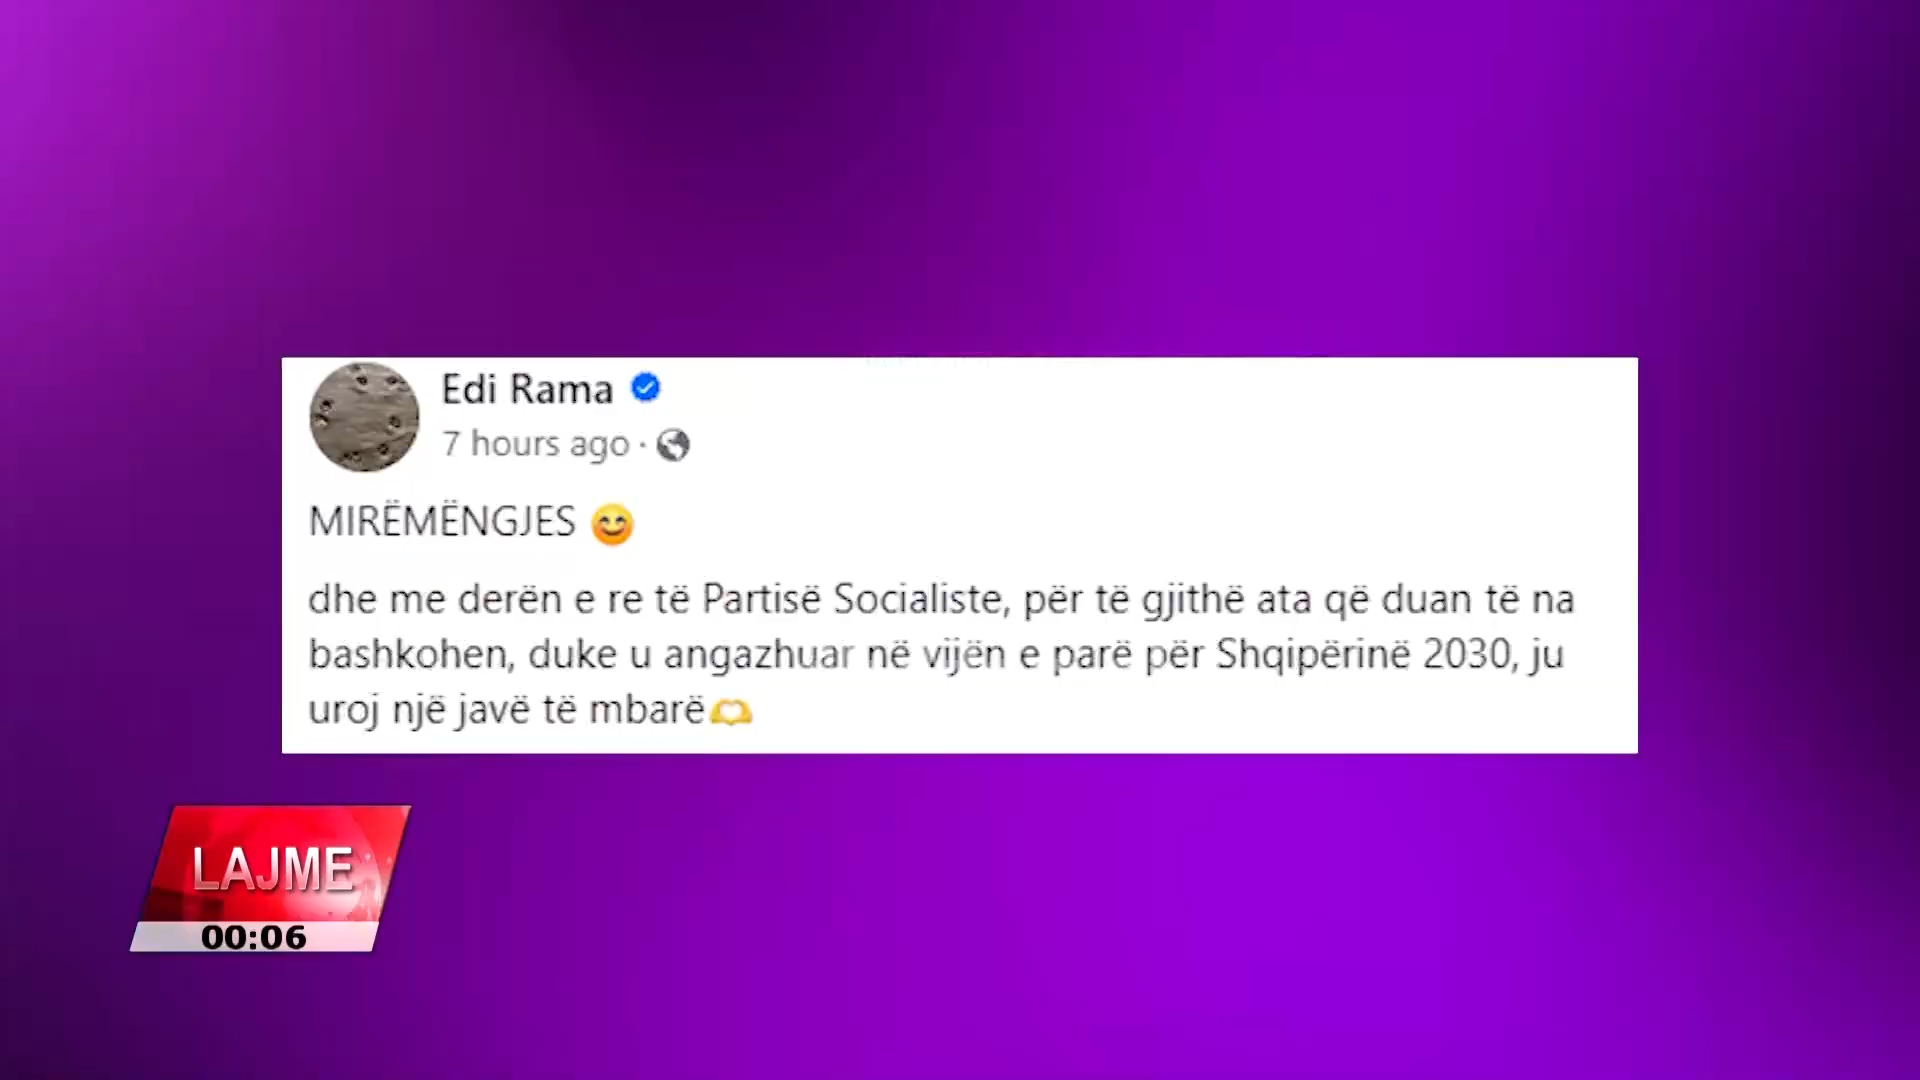 Edi Rama
7 hours ago ·
MIRËMËNGJES 😊
dhe me derën e re të Partisë Socialiste, për të gjithë ata që duan të na
bashkohen, duke u angazhuar në vijën e parë për Shqipërinë 2030, ju
uroj një javë të mbarë🫶
LAJME
00:06